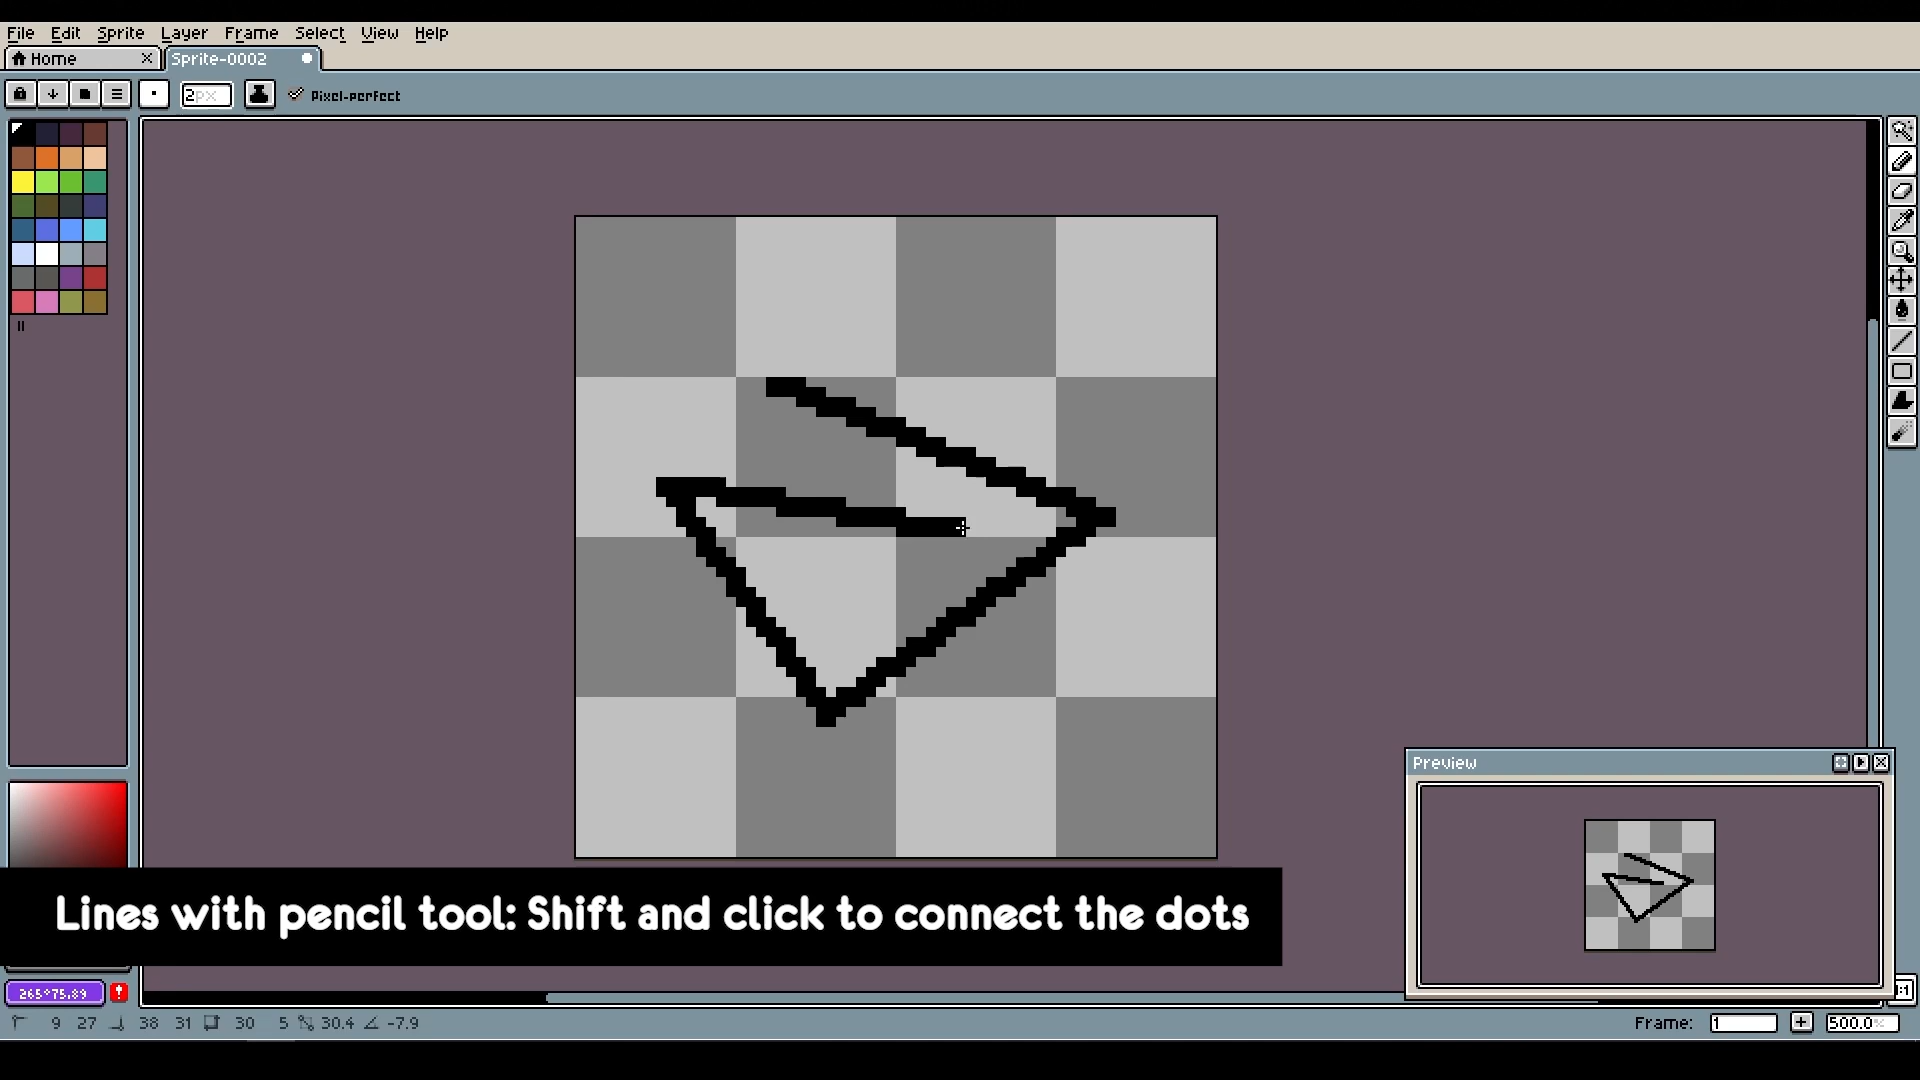 File Edit Sprite Layer Frame Select View Help
Home Sprite-0002
2px Pixel-perfect
Preview
Lines with pencil tool: Shift and click to connect the dots
265°75.89
9 27 38 31 30 5 30.4 -7.9 Frame: 1 + 500.0%